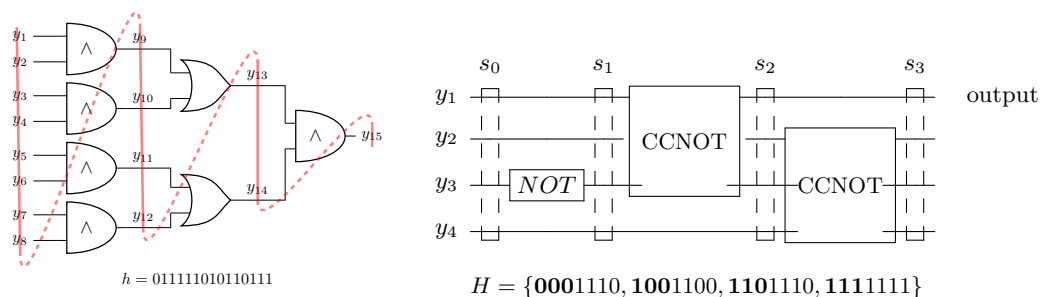 y1
y2
y3
y4
y5
y6
y7
y8
∧
∧
∧
∧
y9
y10
y11
y12
y13
y14
∧
y15
h = 011111010110111
s0 s1 s2 s3
y1 output
y2
y3
y4
NOT
CCNOT
CCNOT
H = {0001110, 1001100, 1101110, 1111111}